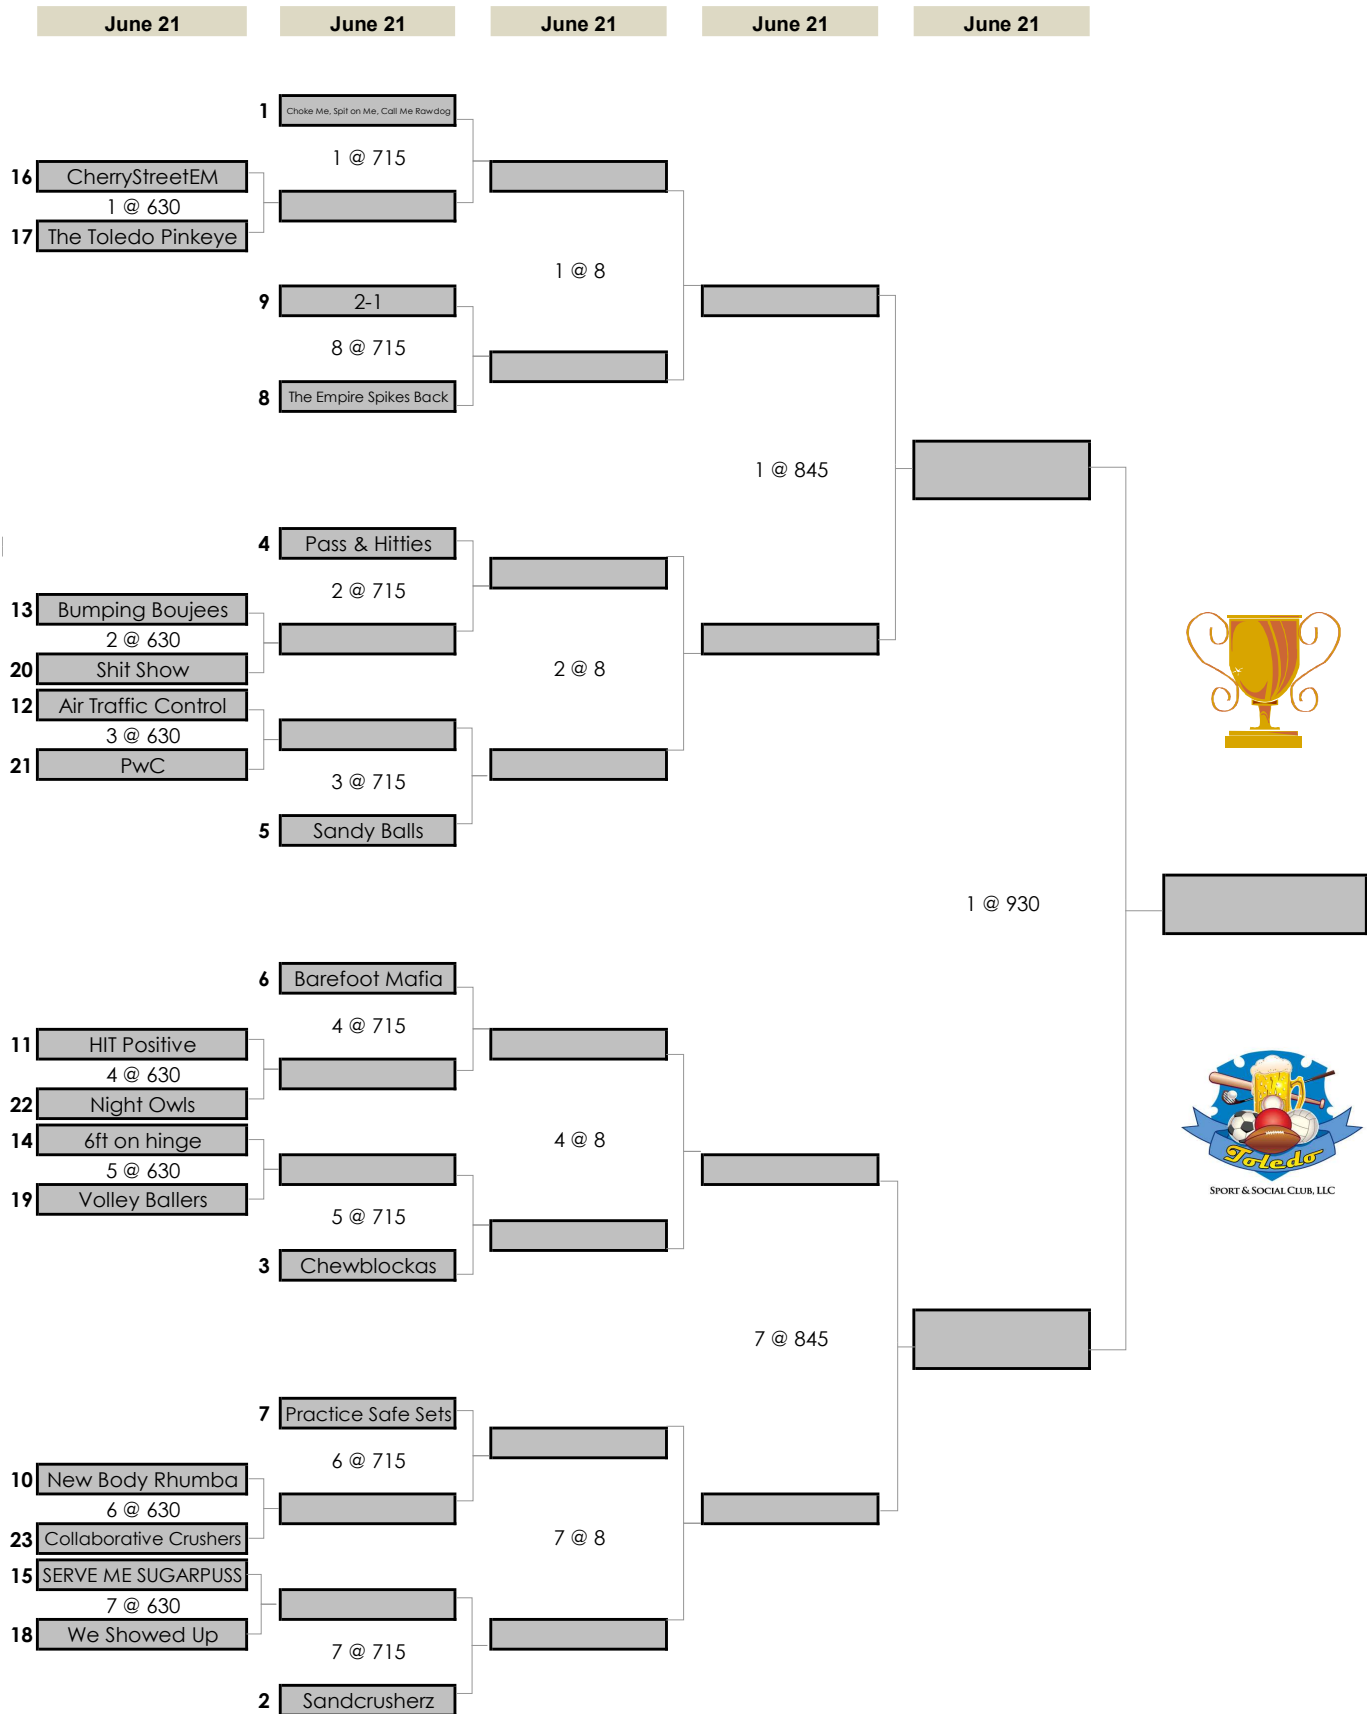 June 21 June 21 June 21 June 21 June 21
1 Choke Me, Spit on Me, Call Me Rawdog
1 @ 715
16 CherryStreetEM
1 @ 630
17 The Toledo Pinkeye
1 @ 8
9 2-1
8 @ 715
8 The Empire Spikes Back
1 @ 845
4 Pass & Hitties
2 @ 715
13 Bumping Boujees
2 @ 630
20 Shit Show
2 @ 8
12 Air Traffic Control
3 @ 630
21 PwC
3 @ 715
5 Sandy Balls
1 @ 930
6 Barefoot Mafia
4 @ 715
11 HIT Positive
4 @ 630
22 Night Owls
14 6ft on hinge
4 @ 8
5 @ 630
19 Volley Ballers
5 @ 715
3 Chewblockas
Toledo
SPORT & SOCIAL CLUB, LLC
7 @ 845
7 Practice Safe Sets
6 @ 715
10 New Body Rhumba
6 @ 630
23 Collaborative Crushers
7 @ 8
15 SERVE ME SUGARPUSS
7 @ 630
18 We Showed Up
7 @ 715
2 Sandcrusherz